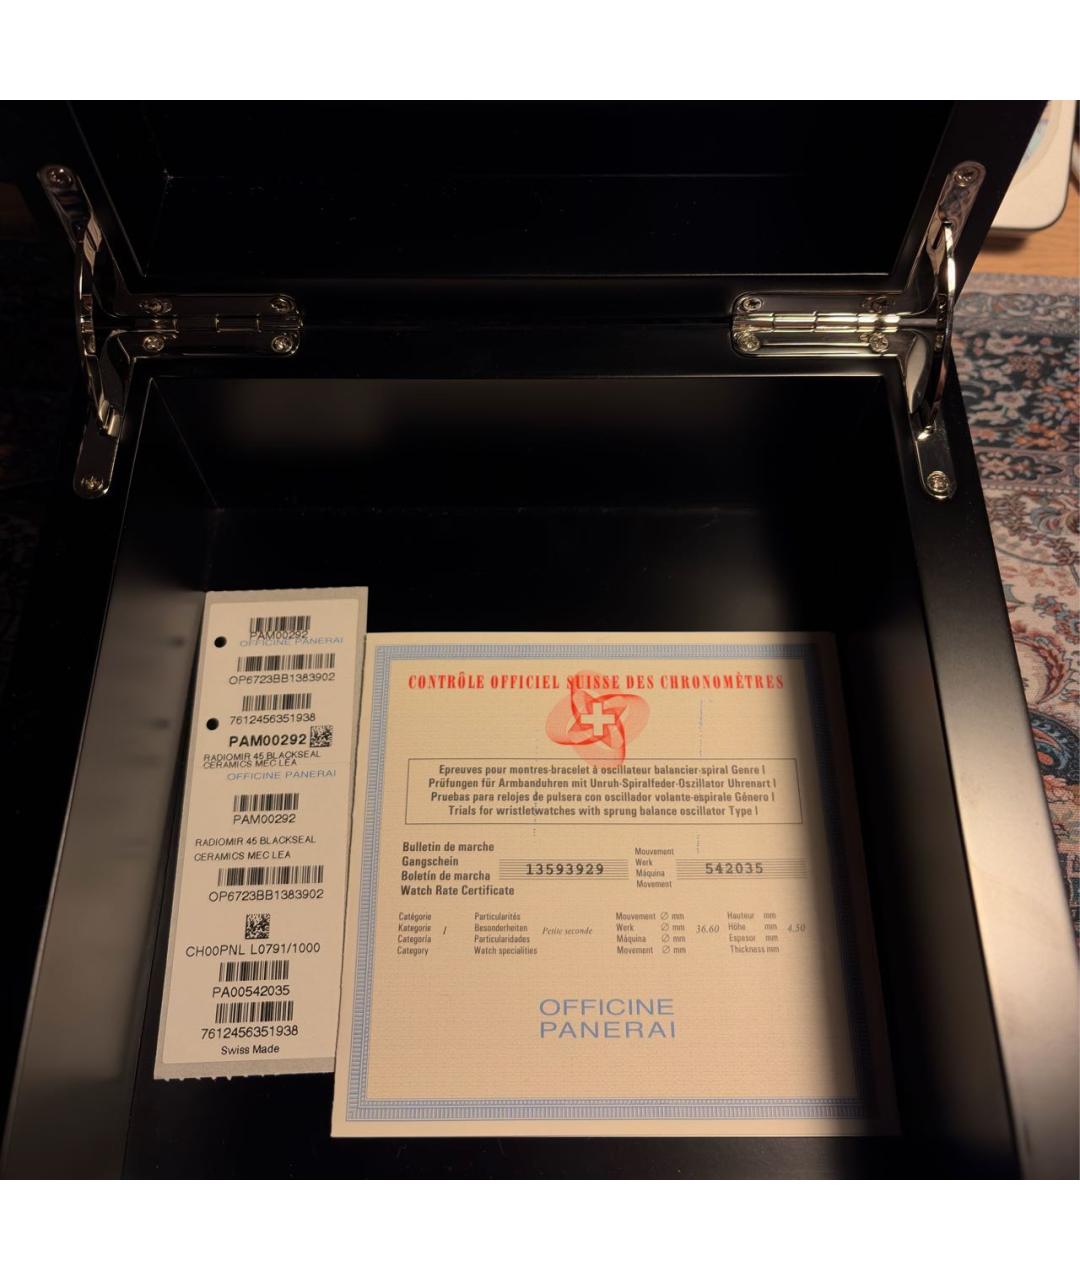 PAM00292
OFFICINE PANERAI
OP6723BB1383902
7612456351938
PAM00292
RADIOMIR 45 BLACKSEAL
CERAMICS MEC LEA
OFFICINE PANERAI
PAM00292
RADIOMIR 45 BLACKSEAL
CERAMICS MEC LEA
OP6723BB1383902
CH00PNL L0791/1000
PA00542035
7612456351938
Swiss Made
CONTRÔLE OFFICIEL SUISSE DES CHRONOMÈTRES
Epreuves pour montres-bracelet à oscillateur balancier-spiral Genre I
Prüfungen für Armbanduhren mit Unruh-Spiralfeder-Oszillator Uhrenart I
Pruebas para relojes de pulsera con oscillador volante-espirale Género I
Trials for wristletwatches with sprung balance oscillator Type I
Bulletin de marche
Gangschein
Boletín de marcha
Watch Rate Certificate
13593929
Mouvement
Werk
Máquina
Movement
542035
Catégorie
Kategorie
Categoría
Category
1
Particularités
Besonderheiten
Particularidades
Watch specialities
Petite seconde
Mouvement ∅ mm
Werk ∅ mm
Máquina ∅ mm
Movement ∅ mm
36.60
Hauteur mm
Höhe mm
Espesor mm
Thickness mm
4.50
OFFICINE
PANERAI